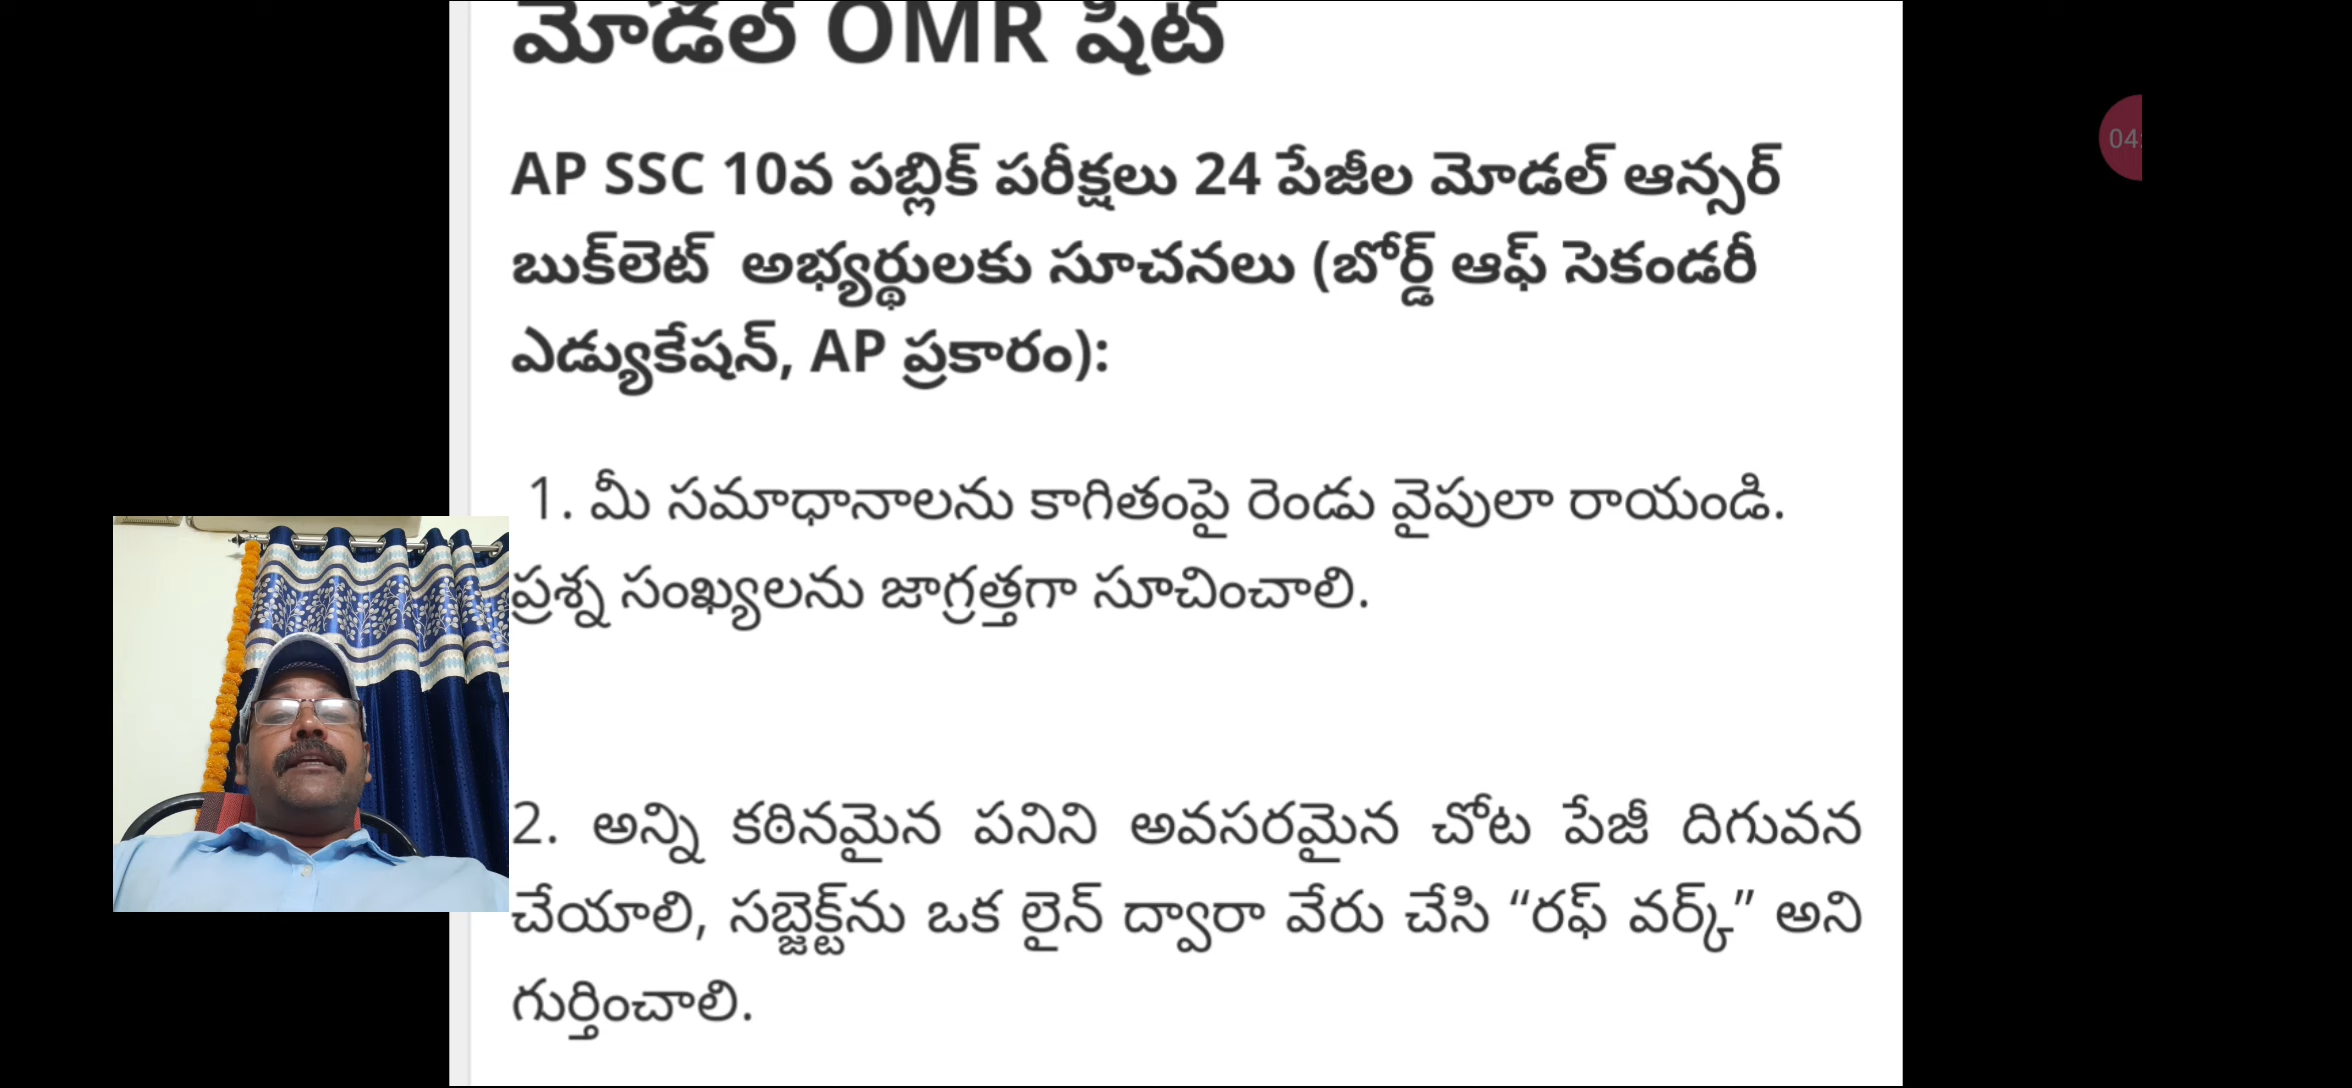 మోడల్ OMR షీట్
AP SSC 10వ పబ్లిక్ పరీక్షలు 24 పేజీల మోడల్ ఆన్సర్
బుక్‌లెట్ అభ్యర్థులకు సూచనలు (బోర్డ్ ఆఫ్ సెకండరీ
ఎడ్యుకేషన్, AP ప్రకారం):
1. మీ సమాధానాలను కాగితంపై రెండు వైపులా రాయండి.
ప్రశ్న సంఖ్యలను జాగ్రత్తగా సూచించాలి.
2. అన్ని కఠినమైన పనిని అవసరమైన చోట పేజీ దిగువన
చేయాలి, సబ్జెక్ట్‌ను ఒక లైన్ ద్వారా వేరు చేసి “రఫ్ వర్క్” అని
గుర్తించాలి.
04: